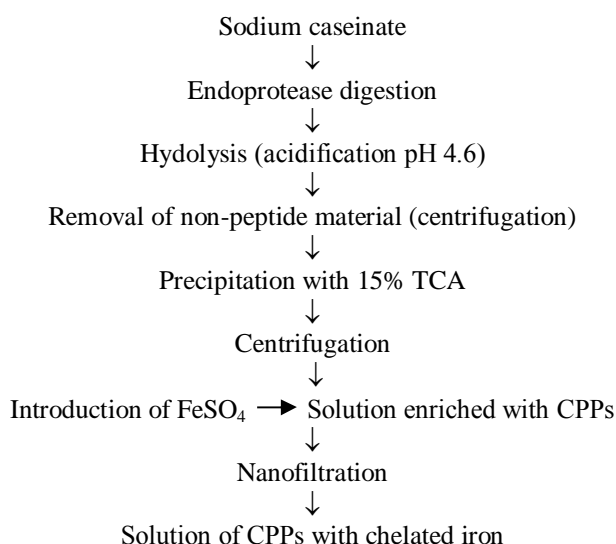 Sodium caseinate
↓
Endoprotease digestion
↓
Hydolysis (acidification pH 4.6)
↓
Removal of non-peptide material (centrifugation)
↓
Precipitation with 15% TCA
↓
Centrifugation
↓
Introduction of FeSO₄ → Solution enriched with CPPs
↓
Nanofiltration
↓
Solution of CPPs with chelated iron